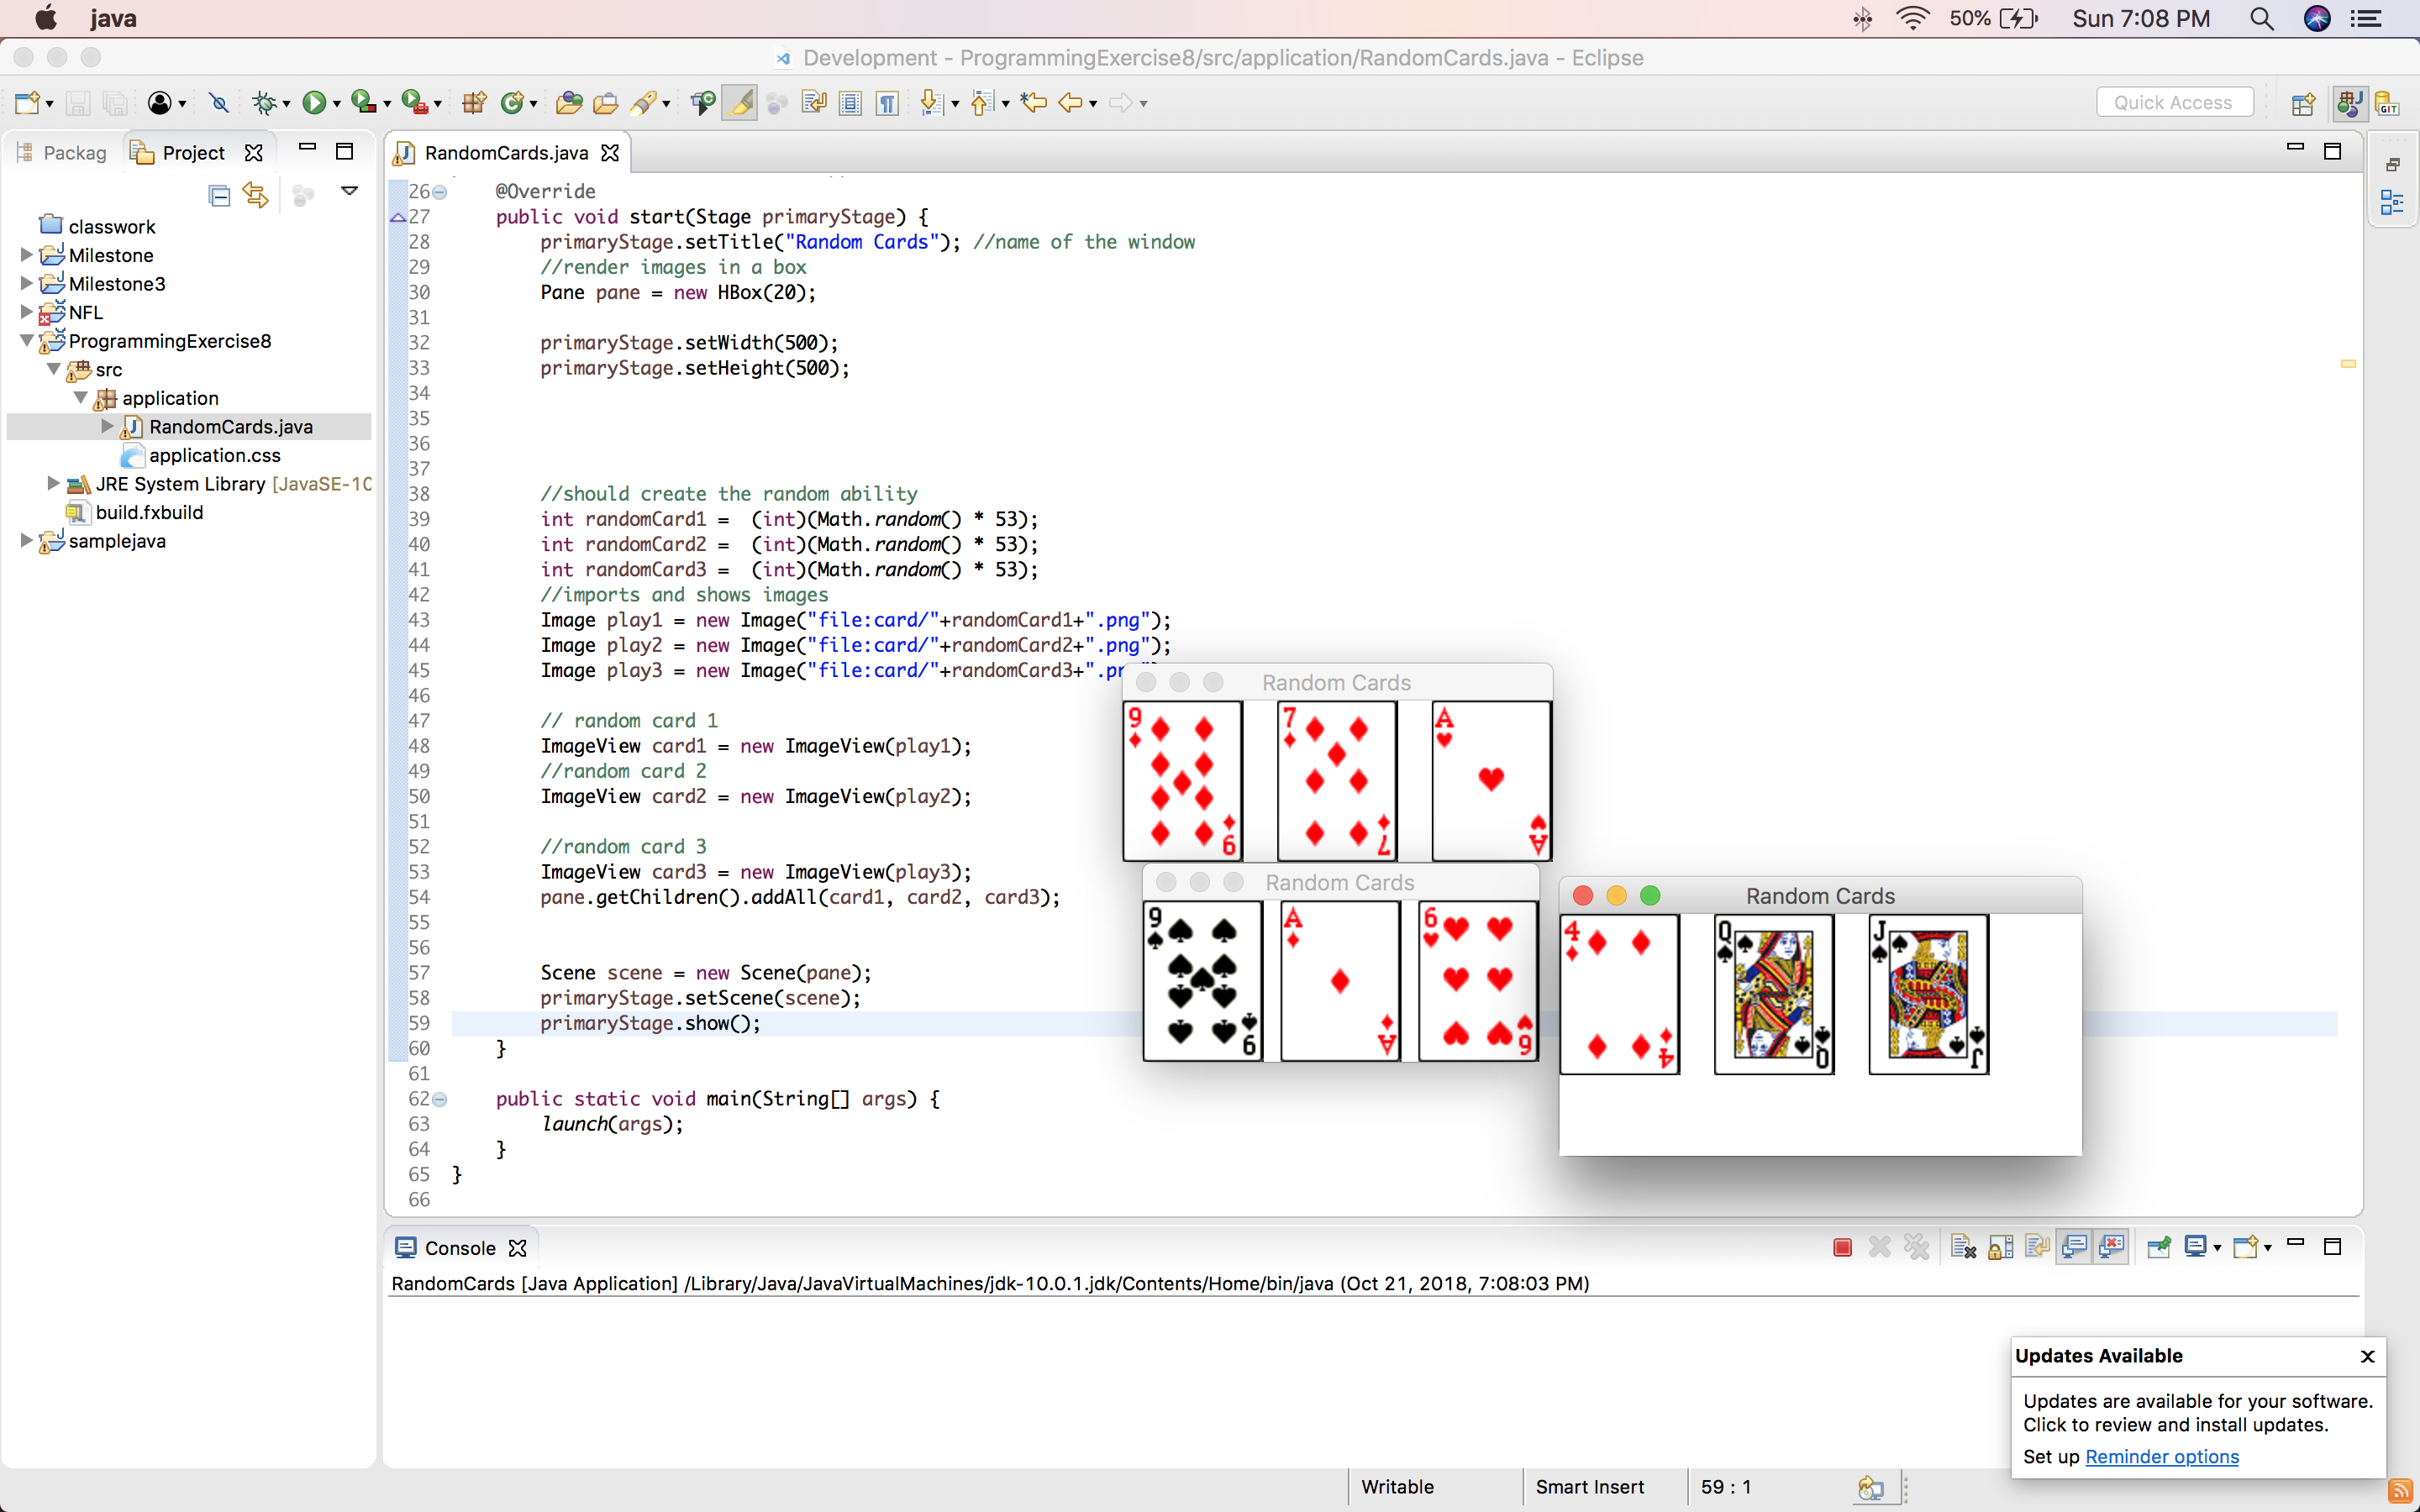 java
50%
Sun 7:08 PM
Development - ProgrammingExercise8/src/application/RandomCards.java - Eclipse
Quick Access
GIT
Packag
Project
classwork
Milestone
Milestone3
NFL
ProgrammingExercise8
src
application
RandomCards.java
application.css
JRE System Library [JavaSE-10
build.fxbuild
samplejava
RandomCards.java
26 @Override
27 public void start(Stage primaryStage) {
28 primaryStage.setTitle("Random Cards"); //name of the window
29 //render images in a box
30 Pane pane = new HBox(20);
31
32 primaryStage.setWidth(500);
33 primaryStage.setHeight(500);
34
35
36
37
38 //should create the random ability
39 int randomCard1 =  (int)(Math.random() * 53);
40 int randomCard2 =  (int)(Math.random() * 53);
41 int randomCard3 =  (int)(Math.random() * 53);
42 //imports and shows images
43 Image play1 = new Image("file:card/"+randomCard1+".png");
44 Image play2 = new Image("file:card/"+randomCard2+".png");
45 Image play3 = new Image("file:card/"+randomCard3+".pr
46
47 // random card 1
48 ImageView card1 = new ImageView(play1);
49 //random card 2
50 ImageView card2 = new ImageView(play2);
51
52 //random card 3
53 ImageView card3 = new ImageView(play3);
54 pane.getChildren().addAll(card1, card2, card3);
55
56
57 Scene scene = new Scene(pane);
58 primaryStage.setScene(scene);
59 primaryStage.show();
60 }
61
62 public static void main(String[] args) {
63 launch(args);
64 }
65 }
66
Random Cards
9 7 A
9 7 A
Random Cards
9 A 6
9 A 6
Random Cards
4 Q J
4 Q J
Console
RandomCards [Java Application] /Library/Java/JavaVirtualMachines/jdk-10.0.1.jdk/Contents/Home/bin/java (Oct 21, 2018, 7:08:03 PM)
Updates Available
Updates are available for your software.
Click to review and install updates.
Set up Reminder options
Writable
Smart Insert
59 : 1